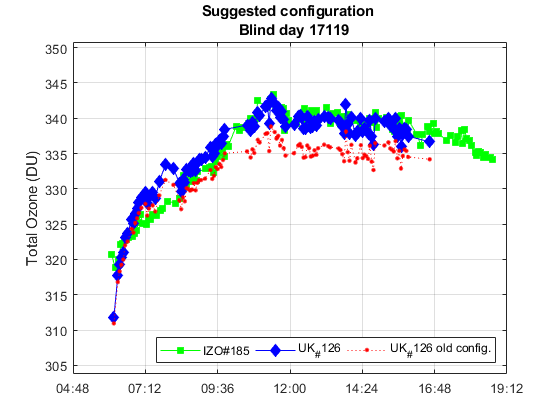 Suggested configuration
Blind day 17119
Total Ozone (DU)
350
345
340
335
330
325
320
315
310
305
IZO#185 UK#126 UK#126 old config.
04:48 07:12 09:36 12:00 14:24 16:48 19:12